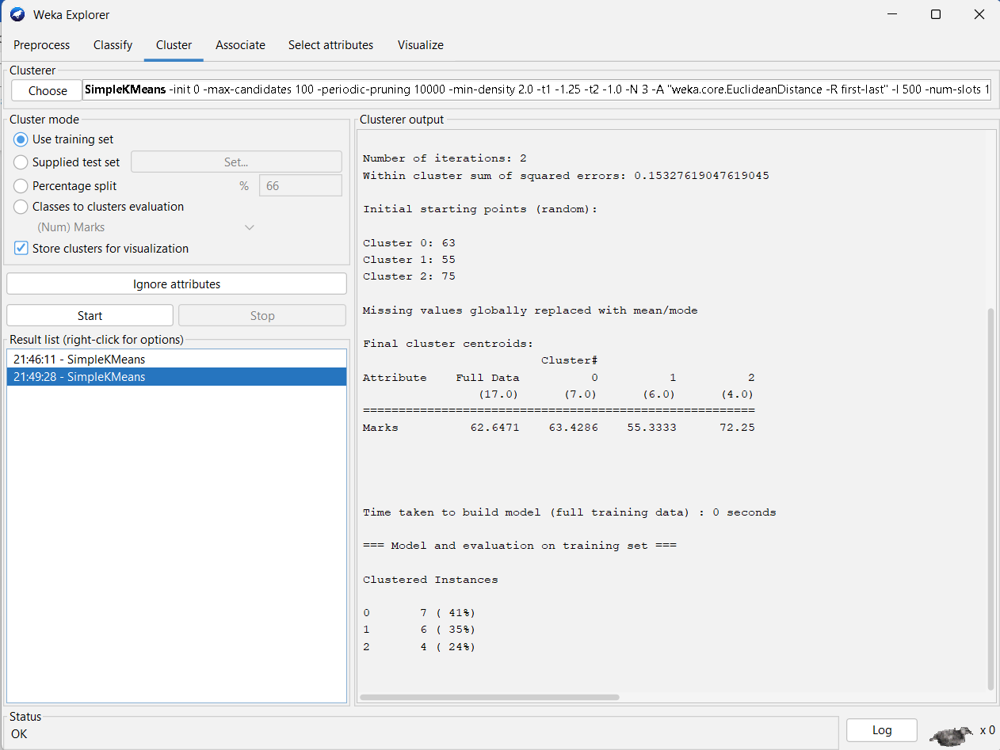 Weka Explorer
Preprocess Classify Cluster Associate Select attributes Visualize
Clusterer
Choose SimpleKMeans -init 0 -max-candidates 100 -periodic-pruning 10000 -min-density 2.0 -t1 -1.25 -t2 -1.0 -N 3 -A "weka.core.EuclideanDistance -R first-last" -I 500 -num-slots 1
Cluster mode
Use training set
Supplied test set Set...
Percentage split % 66
Classes to clusters evaluation
(Num) Marks
Store clusters for visualization
Ignore attributes
Start Stop
Result list (right-click for options)
21:46:11 - SimpleKMeans
21:49:28 - SimpleKMeans
Clusterer output
Number of iterations: 2
Within cluster sum of squared errors: 0.15327619047619045
Initial starting points (random):
Cluster 0: 63
Cluster 1: 55
Cluster 2: 75
Missing values globally replaced with mean/mode
Final cluster centroids:
Cluster#
Attribute Full Data 0 1 2
(17.0) (7.0) (6.0) (4.0)
=======================================================
Marks 62.6471 63.4286 55.3333 72.25
Time taken to build model (full training data) : 0 seconds
=== Model and evaluation on training set ===
Clustered Instances
0 7 ( 41%)
1 6 ( 35%)
2 4 ( 24%)
Status
OK
Log x 0